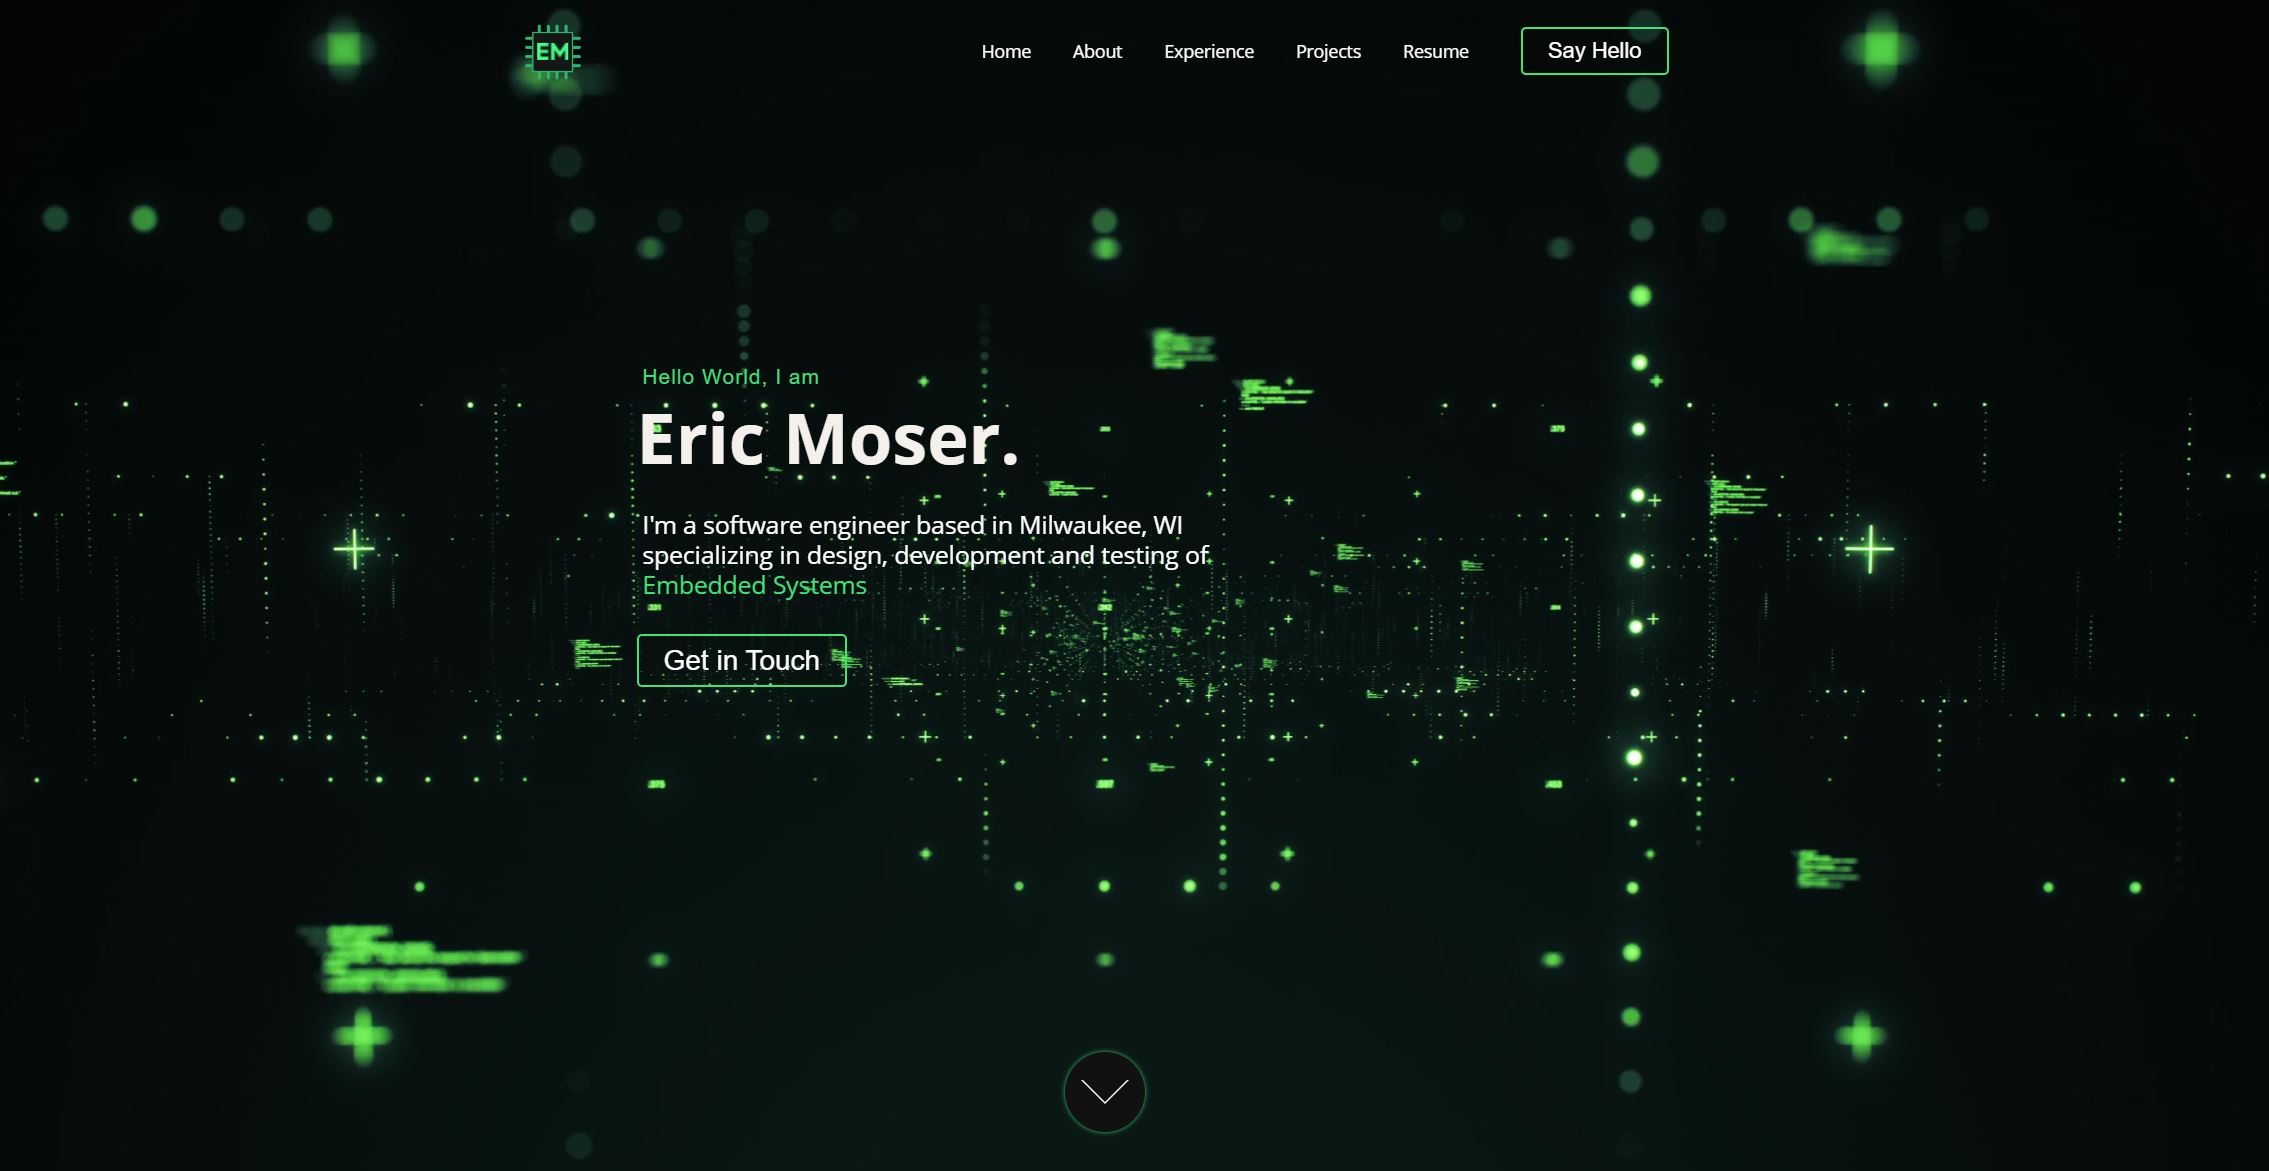 EM
Home
About
Experience
Projects
Resume
Say Hello
Hello World, I am
Eric Moser.
I'm a software engineer based in Milwaukee, WI
specializing in design, development and testing of
Embedded Systems
Get in Touch